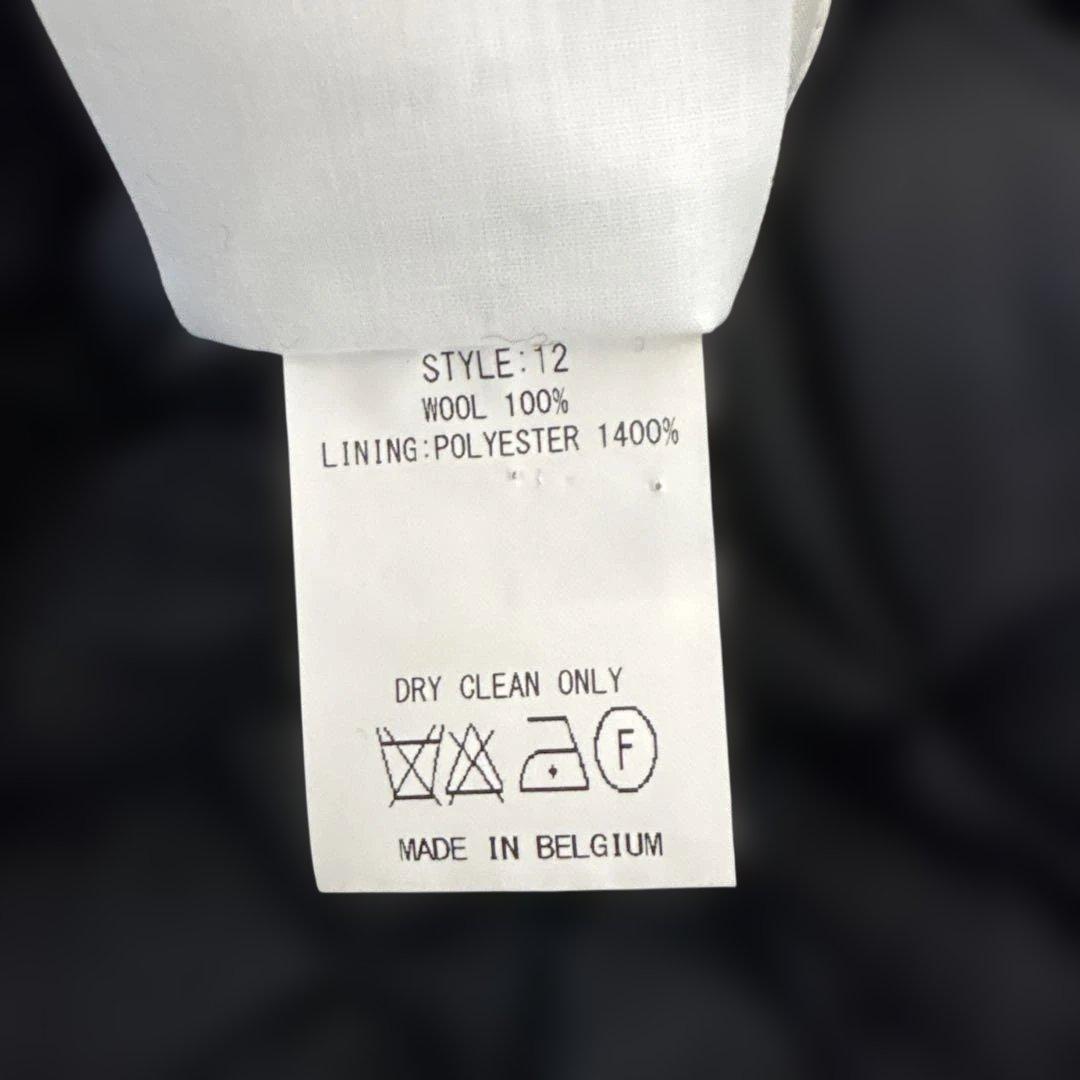 STYLE:12
WOOL 100%
LINING:POLYESTER 1400%
DRY CLEAN ONLY
F
MADE IN BELGIUM